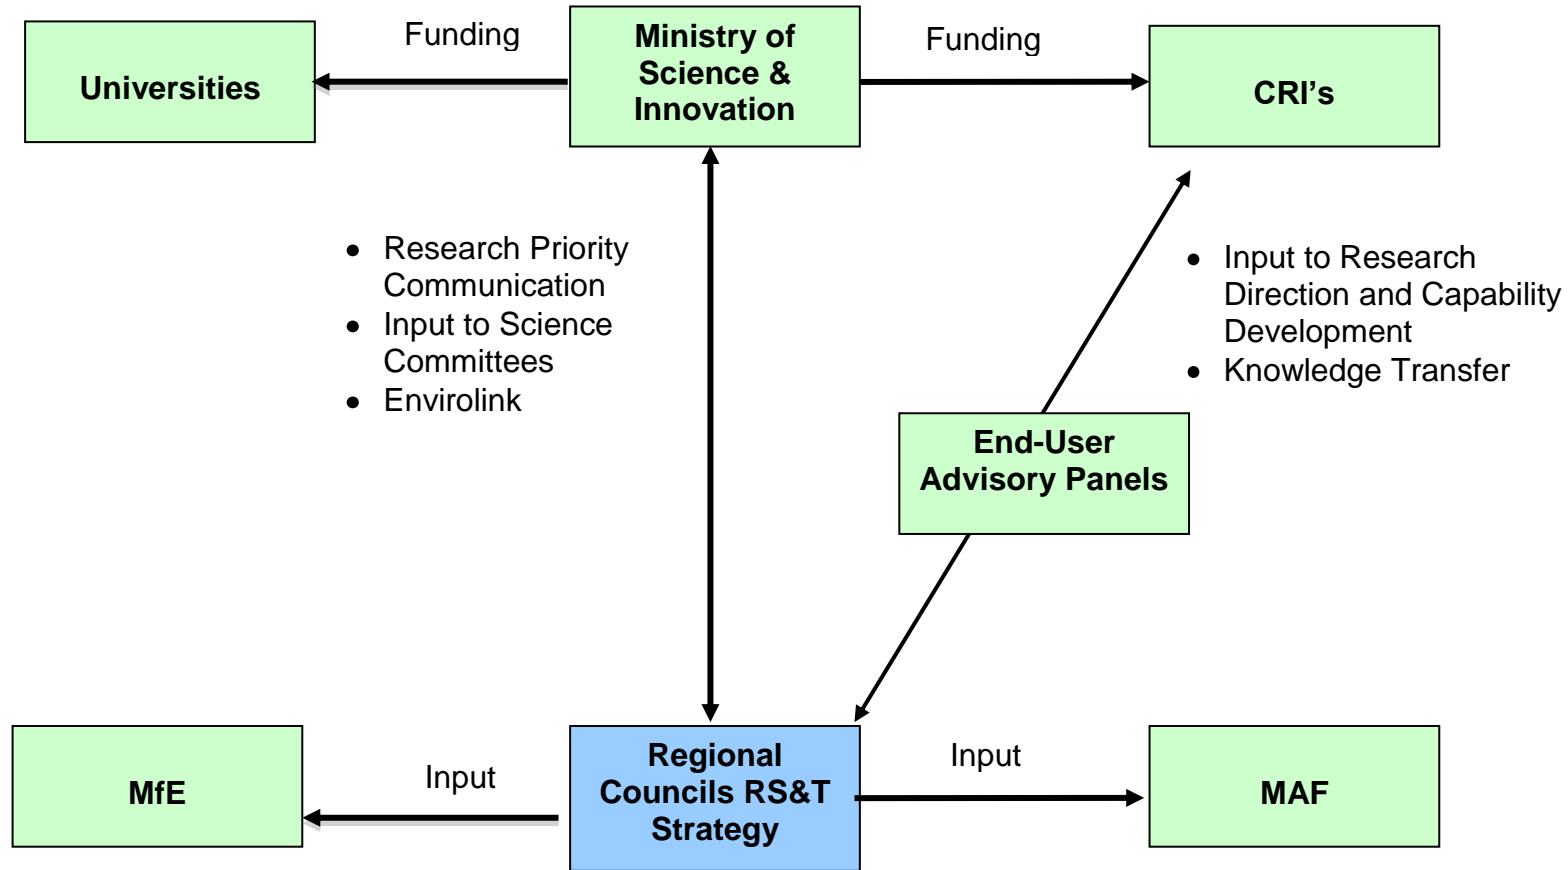 Funding
Ministry of
Science &
Innovation
Funding
Universities
CRI's
• Research Priority
Communication
• Input to Science
Committees
• Envirolink
• Input to Research
Direction and Capability
Development
• Knowledge Transfer
End-User
Advisory Panels
MfE
Input
Regional
Councils RS&T
Strategy
Input
MAF